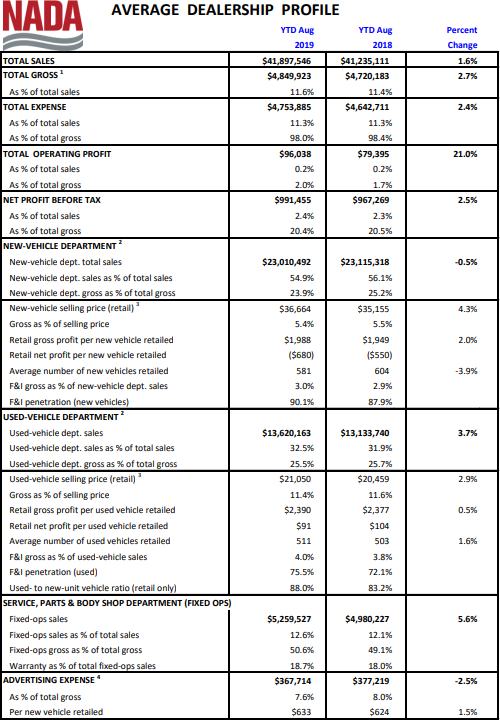 NADA
AVERAGE DEALERSHIP PROFILE
YTD Aug YTD Aug Percent
2019 2018 Change
TOTAL SALES $41,897,546 $41,235,111 1.6%
TOTAL GROSS 1 $4,849,923 $4,720,183 2.7%
As % of total sales 11.6% 11.4%
TOTAL EXPENSE $4,753,885 $4,642,711 2.4%
As % of total sales 11.3% 11.3%
As % of total gross 98.0% 98.4%
TOTAL OPERATING PROFIT $96,038 $79,395 21.0%
As % of total sales 0.2% 0.2%
As % of total gross 2.0% 1.7%
NET PROFIT BEFORE TAX $991,455 $967,269 2.5%
As % of total sales 2.4% 2.3%
As % of total gross 20.4% 20.5%
NEW-VEHICLE DEPARTMENT 2
New-vehicle dept. total sales $23,010,492 $23,115,318 -0.5%
New-vehicle dept. sales as % of total sales 54.9% 56.1%
New-vehicle dept. gross as % of total gross 23.9% 25.2%
New-vehicle selling price (retail) 3 $36,664 $35,155 4.3%
Gross as % of selling price 5.4% 5.5%
Retail gross profit per new vehicle retailed $1,988 $1,949 2.0%
Retail net profit per new vehicle retailed ($680) ($550)
Average number of new vehicles retailed 581 604 -3.9%
F&I gross as % of new-vehicle dept. sales 3.0% 2.9%
F&I penetration (new vehicles) 90.1% 87.9%
USED-VEHICLE DEPARTMENT 2
Used-vehicle dept. sales $13,620,163 $13,133,740 3.7%
Used-vehicle dept. sales as % of total sales 32.5% 31.9%
Used-vehicle dept. gross as % of total gross 25.5% 25.7%
Used-vehicle selling price (retail) 3 $21,050 $20,459 2.9%
Gross as % of selling price 11.4% 11.6%
Retail gross profit per used vehicle retailed $2,390 $2,377 0.5%
Retail net profit per used vehicle retailed $91 $104
Average number of used vehicles retailed 511 503 1.6%
F&I gross as % of used-vehicle sales 4.0% 3.8%
F&I penetration (used) 75.5% 72.1%
Used- to new-unit vehicle ratio (retail only) 88.0% 83.2%
SERVICE, PARTS & BODY SHOP DEPARTMENT (FIXED OPS)
Fixed-ops sales $5,259,527 $4,980,227 5.6%
Fixed-ops sales as % of total sales 12.6% 12.1%
Fixed-ops gross as % of total gross 50.6% 49.1%
Warranty as % of total fixed-ops sales 18.7% 18.0%
ADVERTISING EXPENSE 4 $367,714 $377,219 -2.5%
As % of total gross 7.6% 8.0%
Per new vehicle retailed $633 $624 1.5%